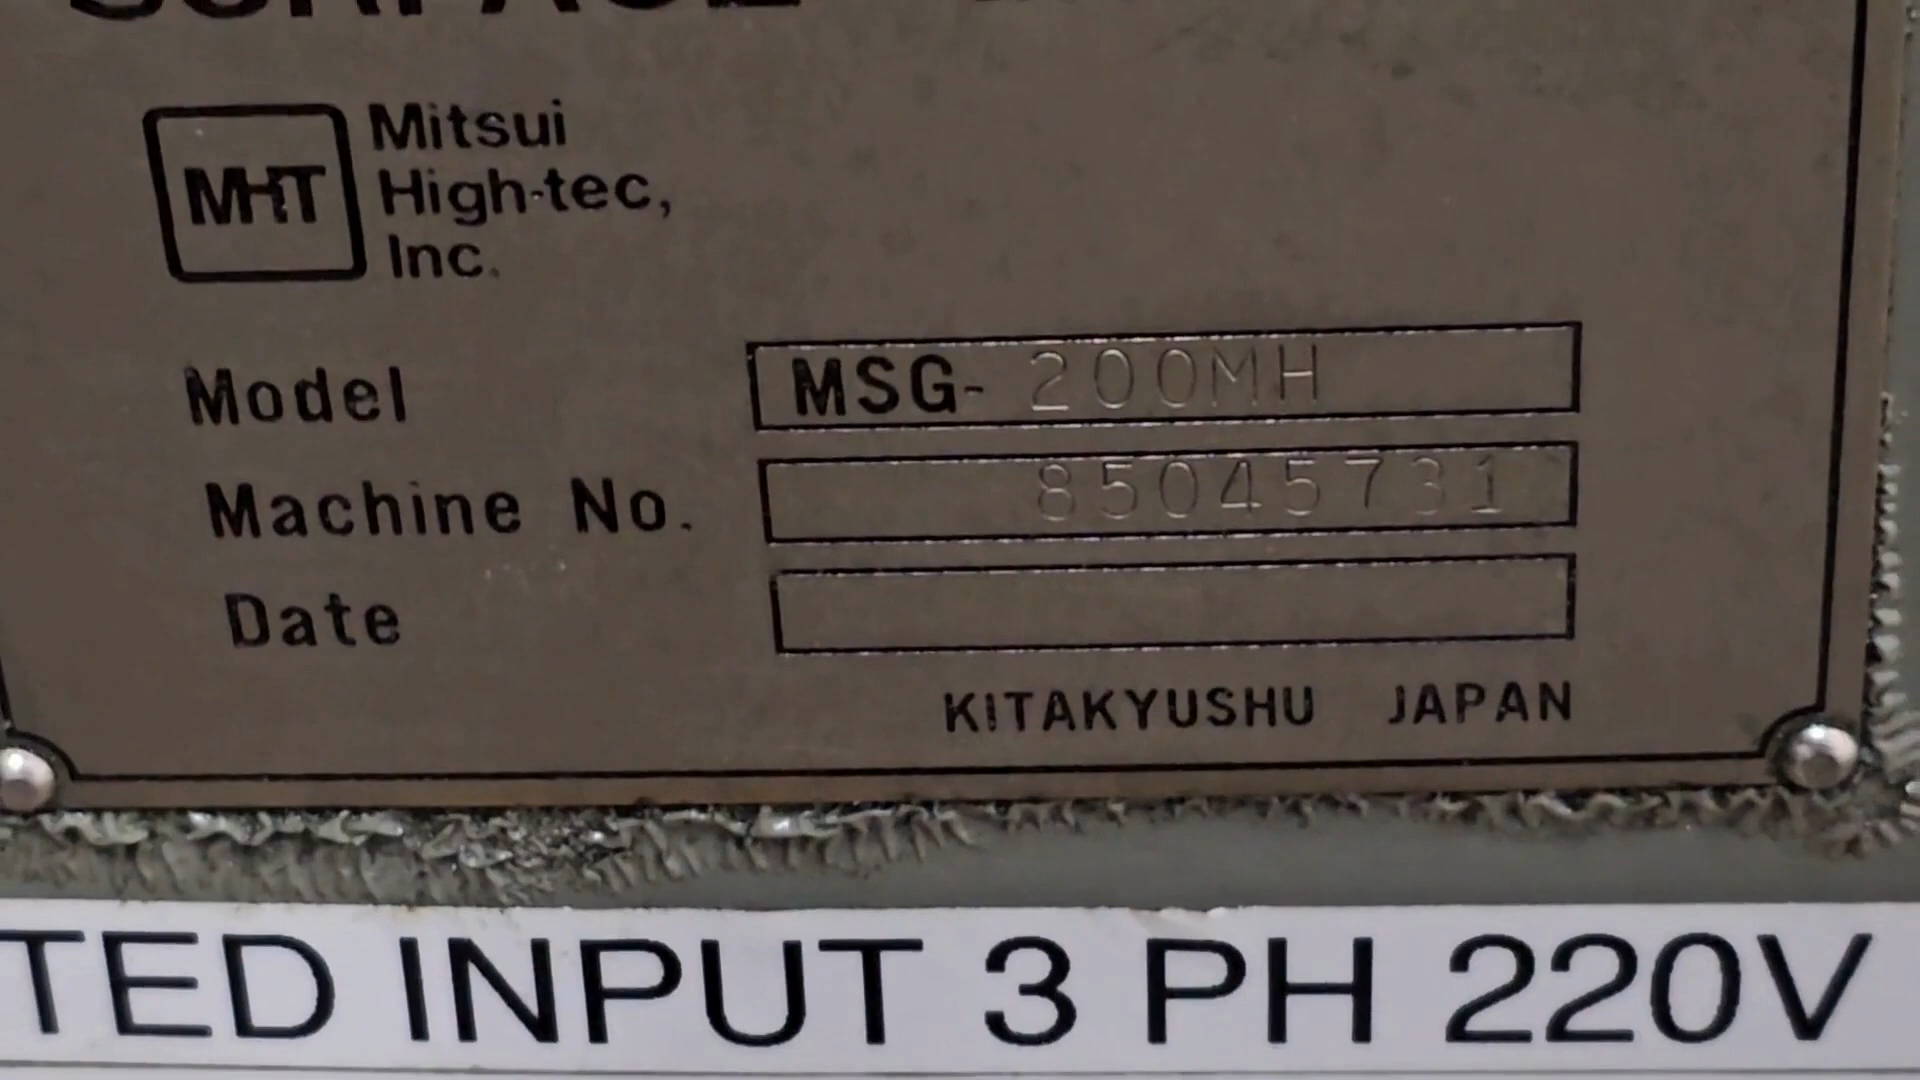 SURFACE
MHT
Mitsui
High-tec,
Inc.
Model MSG-200MH
Machine No. 85045731
Date
KITAKYUSHU JAPAN
TED INPUT 3 PH 220V